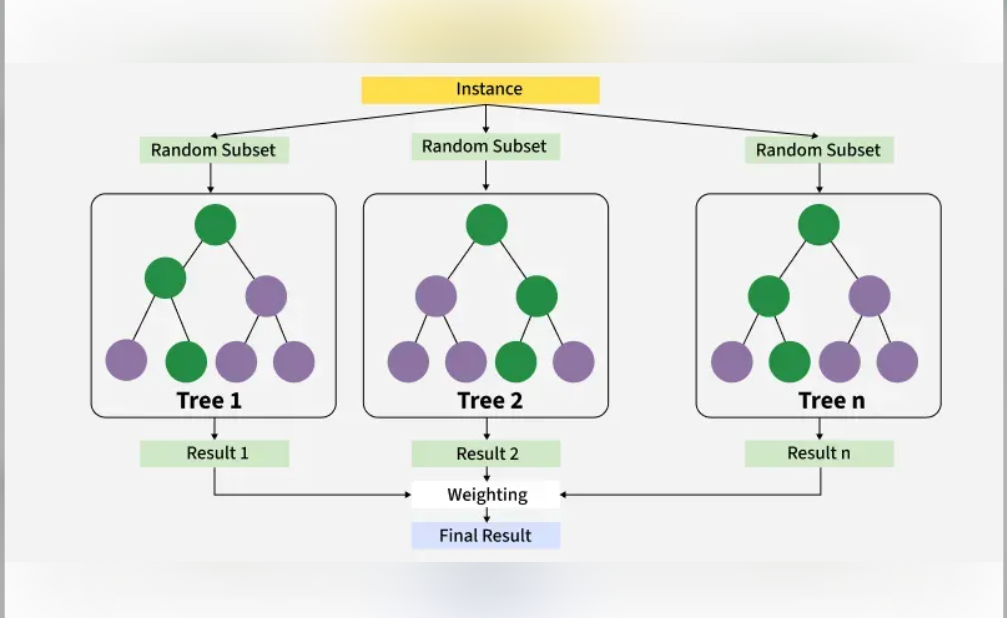 Instance
Random Subset
Random Subset
Random Subset
Tree 1
Tree 2
Tree n
Result 1
Result 2
Result n
Weighting
Final Result